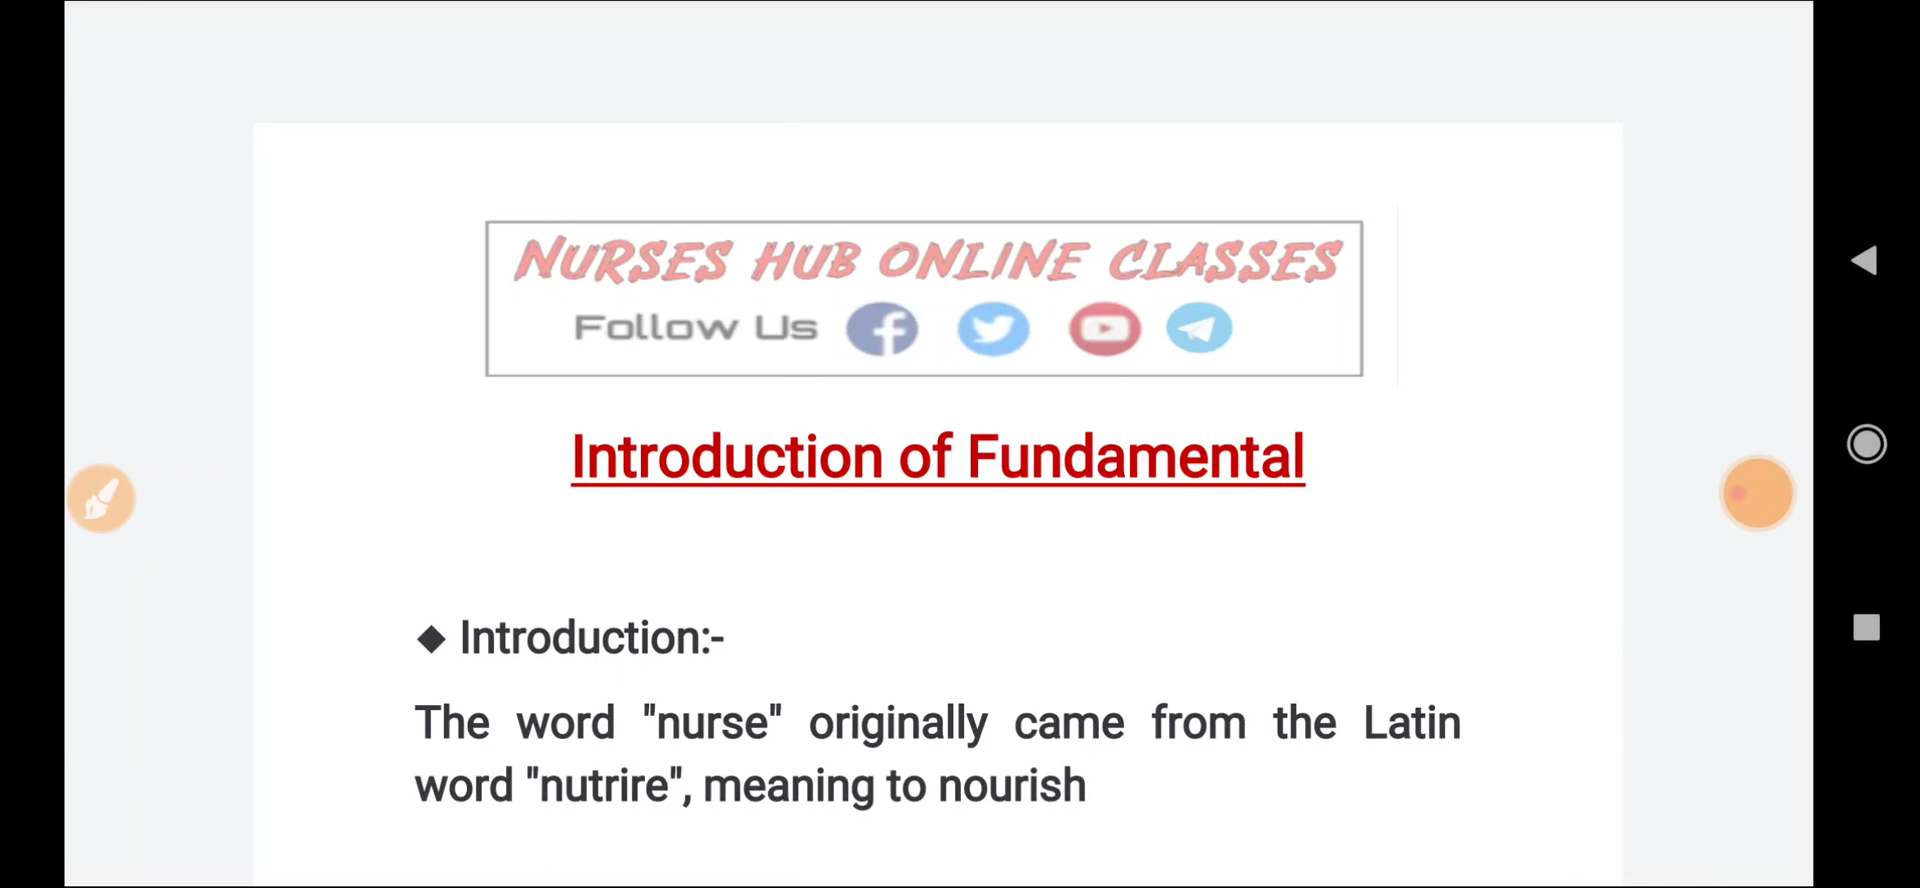 NURSES HUB ONLINE CLASSES
Follow Us
Introduction of Fundamental
◆ Introduction:-
The word "nurse" originally came from the Latin
word "nutrire", meaning to nourish